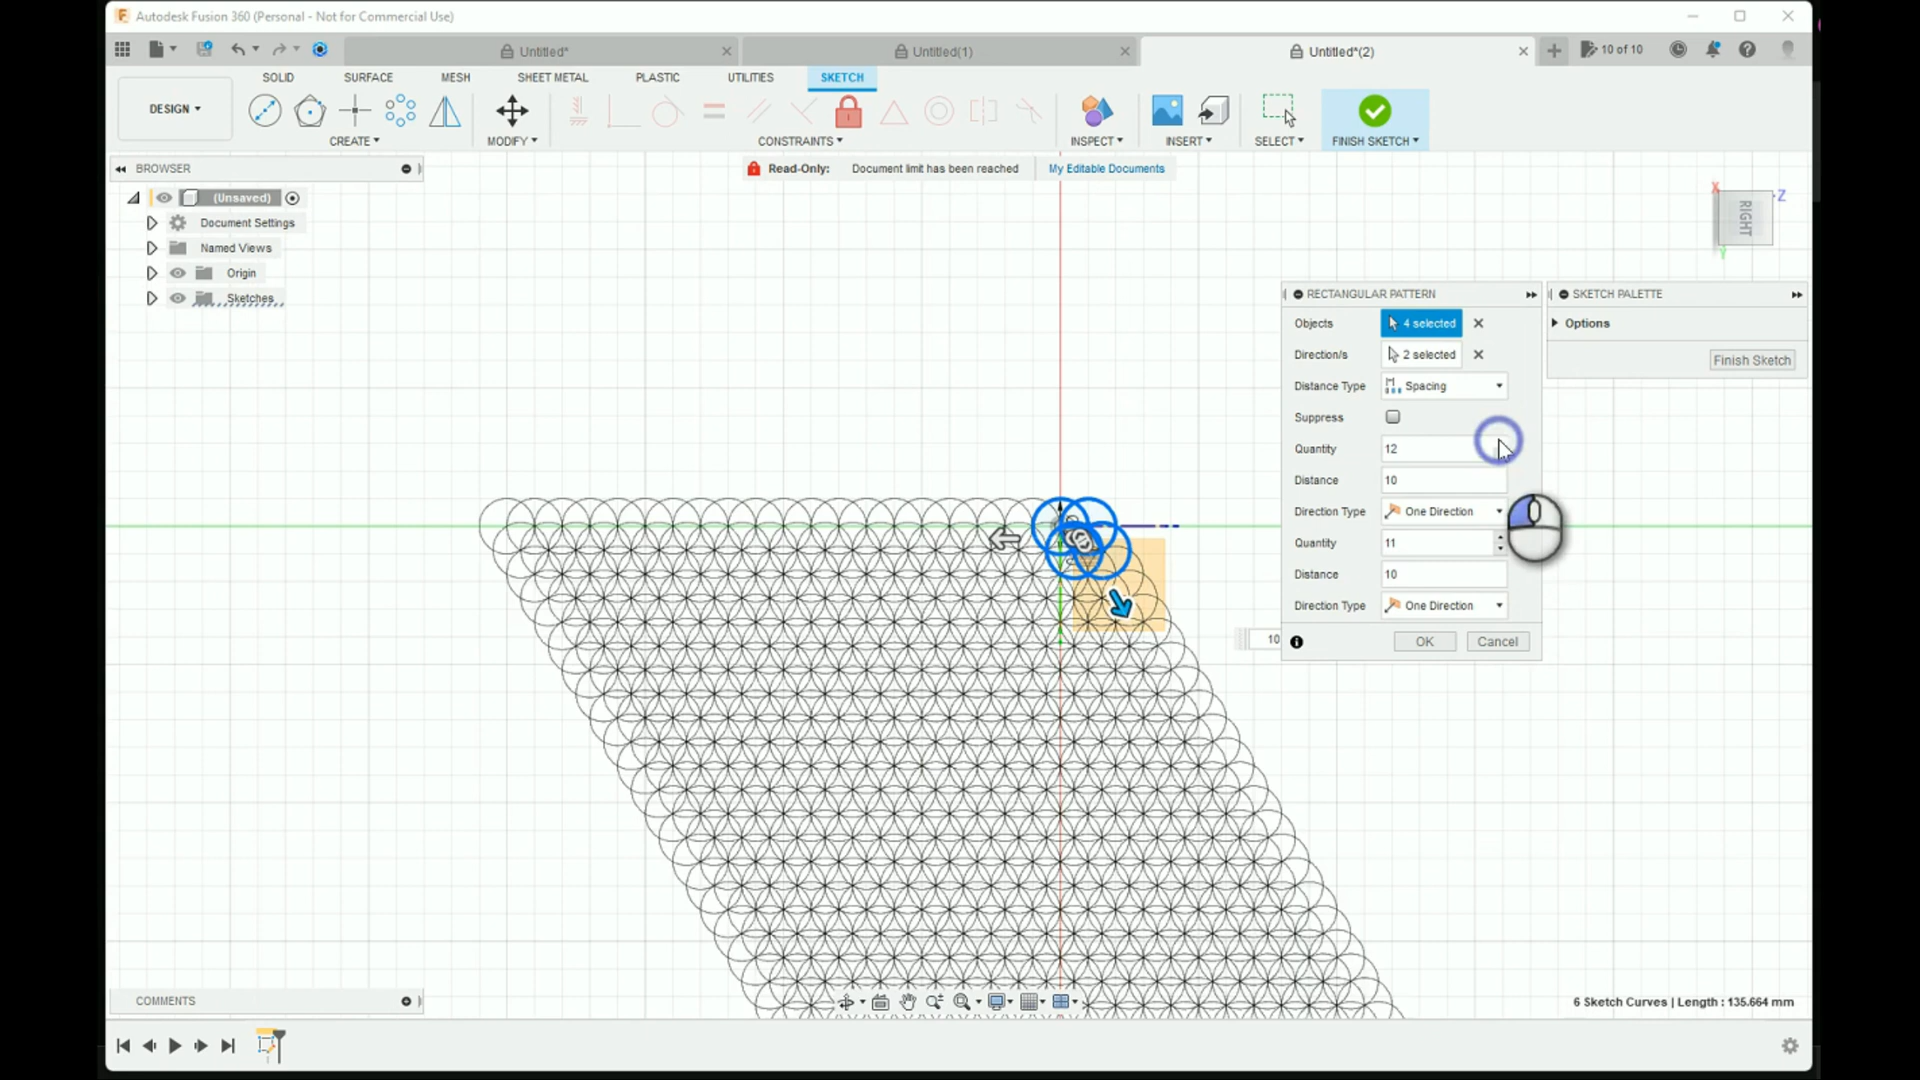 Autodesk Fusion 360 (Personal - Not for Commercial Use)
Untitled*
Untitled(1)
Untitled*(2)
10 of 10
DESIGN
SOLID
SURFACE
MESH
SHEET METAL
PLASTIC
UTILITIES
SKETCH
CREATE
MODIFY
CONSTRAINTS
INSPECT
INSERT
SELECT
FINISH SKETCH
BROWSER
Read-Only:
Document limit has been reached
My Editable Documents
(Unsaved)
Document Settings
Named Views
Origin
Sketches
X
Z
RIGHT
Y
RECTANGULAR PATTERN
Objects
4 selected
Direction/s
2 selected
Distance Type
Spacing
Suppress
Quantity
12
Distance
10
Direction Type
One Direction
Quantity
11
Distance
10
Direction Type
One Direction
OK
Cancel
10
SKETCH PALETTE
Options
Finish Sketch
COMMENTS
6 Sketch Curves | Length : 135.664 mm